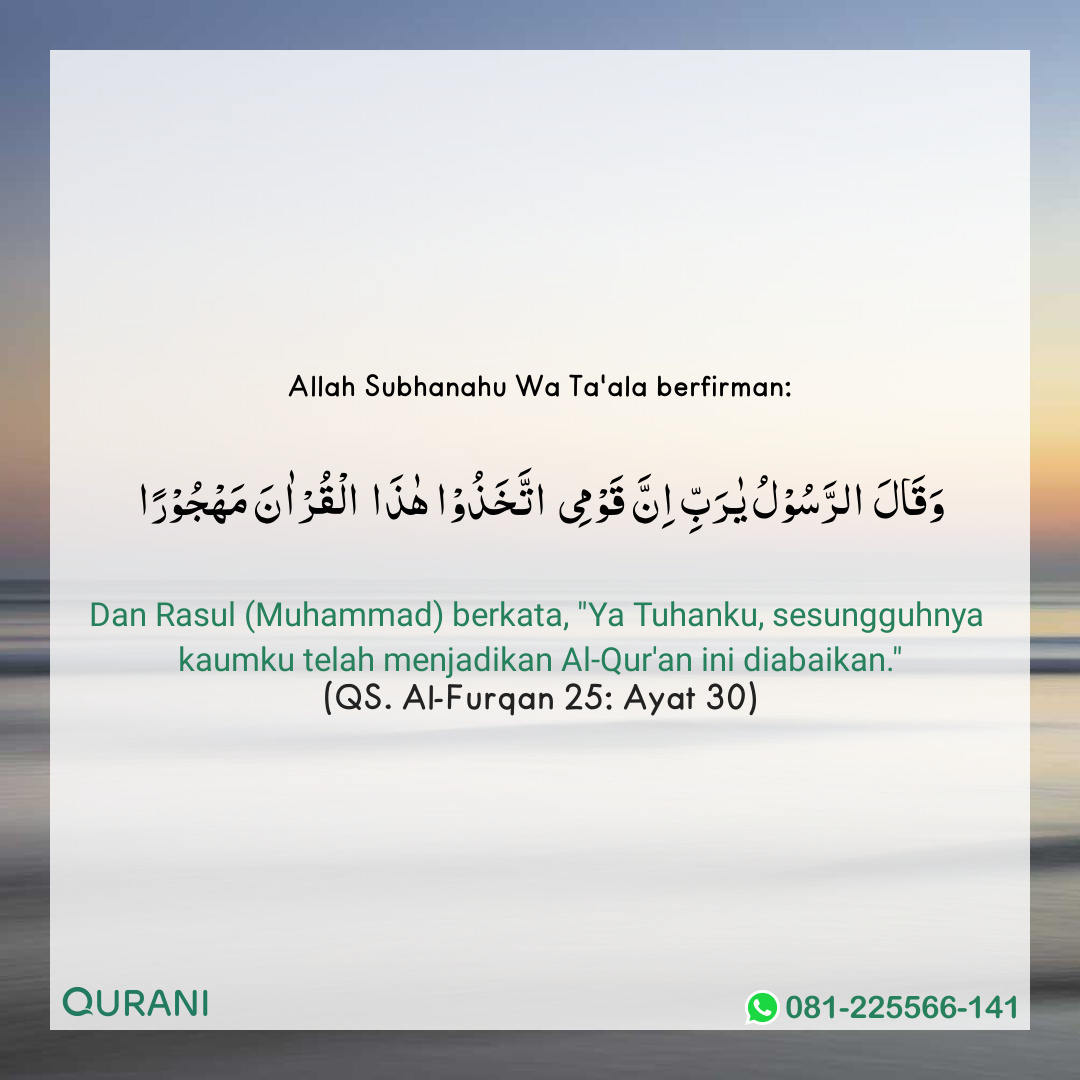 Allah Subhanahu Wa Ta'ala berfirman:
وَقَالَ الرَّسُوْلُ يٰرَبِّ اِنَّ قَوْمِى اتَّخَذُوْا هٰذَا الْقُرْاٰنَ مَهْجُوْرًا
Dan Rasul (Muhammad) berkata, "Ya Tuhanku, sesungguhnya
kaumku telah menjadikan Al-Qur'an ini diabaikan."
(QS. Al-Furqan 25: Ayat 30)
QURANI
081-225566-141